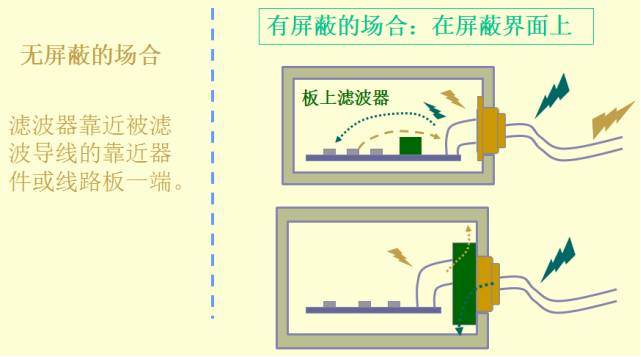 无屏蔽的场合
滤波器靠近被滤
波导线的靠近器
件或线路板一端。
有屏蔽的场合：在屏蔽界面上
板上滤波器